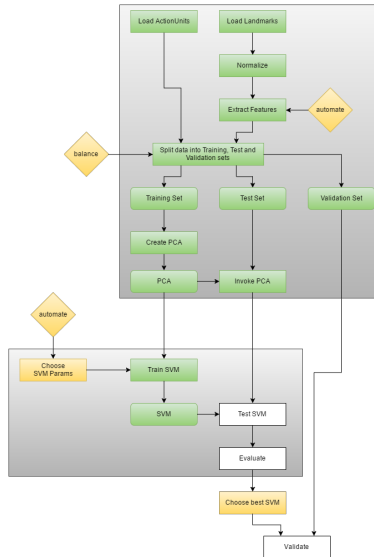 Load ActionUnits
Load Landmarks
Normalize
Extract Features
automate
balance
Split data into Training, Test and
Validation sets
Training Set
Test Set
Validation Set
Create PCA
PCA
Invoke PCA
automate
Choose
SVM Params
Train SVM
SVM
Test SVM
Evaluate
Choose best SVM
Validate